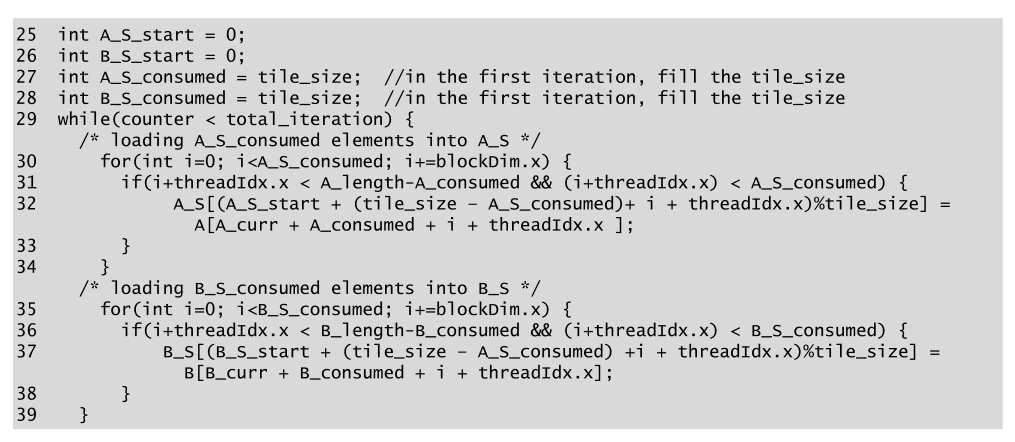 25  int A_S_start = 0;
26  int B_S_start = 0;
27  int A_S_consumed = tile_size;  //in the first iteration, fill the tile_size
28  int B_S_consumed = tile_size;  //in the first iteration, fill the tile_size
29  while(counter < total_iteration) {
      /* loading A_S_consumed elements into A_S */
30      for(int i=0; i<A_S_consumed; i+=blockDim.x) {
31        if(i+threadIdx.x < A_length-A_consumed && (i+threadIdx.x) < A_S_consumed) {
32            A_S[(A_S_start + (tile_size - A_S_consumed)+ i + threadIdx.x)%tile_size] =
                A[A_curr + A_consumed + i + threadIdx.x ];
33        }
34      }
      /* loading B_S_consumed elements into B_S */
35      for(int i=0; i<B_S_consumed; i+=blockDim.x) {
36        if(i+threadIdx.x < B_length-B_consumed && (i+threadIdx.x) < B_S_consumed) {
37            B_S[(B_S_start + (tile_size - A_S_consumed) +i + threadIdx.x)%tile_size] =
                B[B_curr + B_consumed + i + threadIdx.x];
38        }
39    }